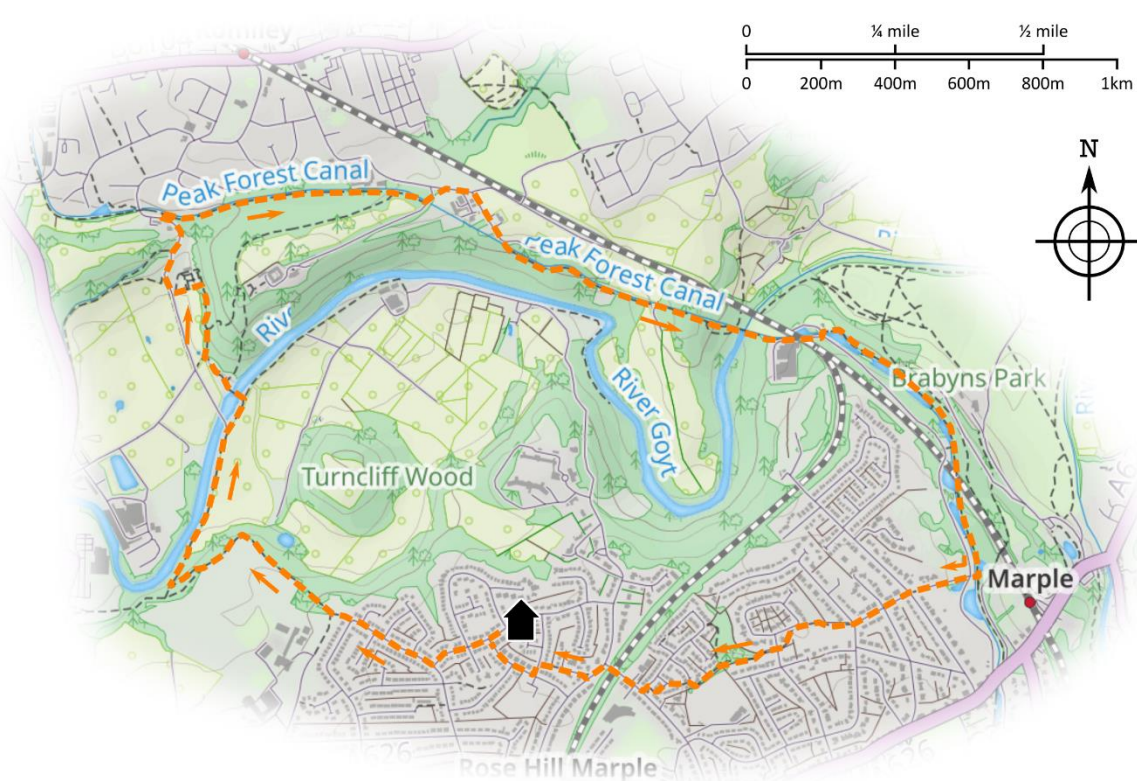 0 ¼ mile ½ mile
0 200m 400m 600m 800m 1km
N
Peak Forest Canal
Peak Forest Canal
River Goyt
Brabyns Park
Turncliff Wood
Marple
Rose Hill Marple